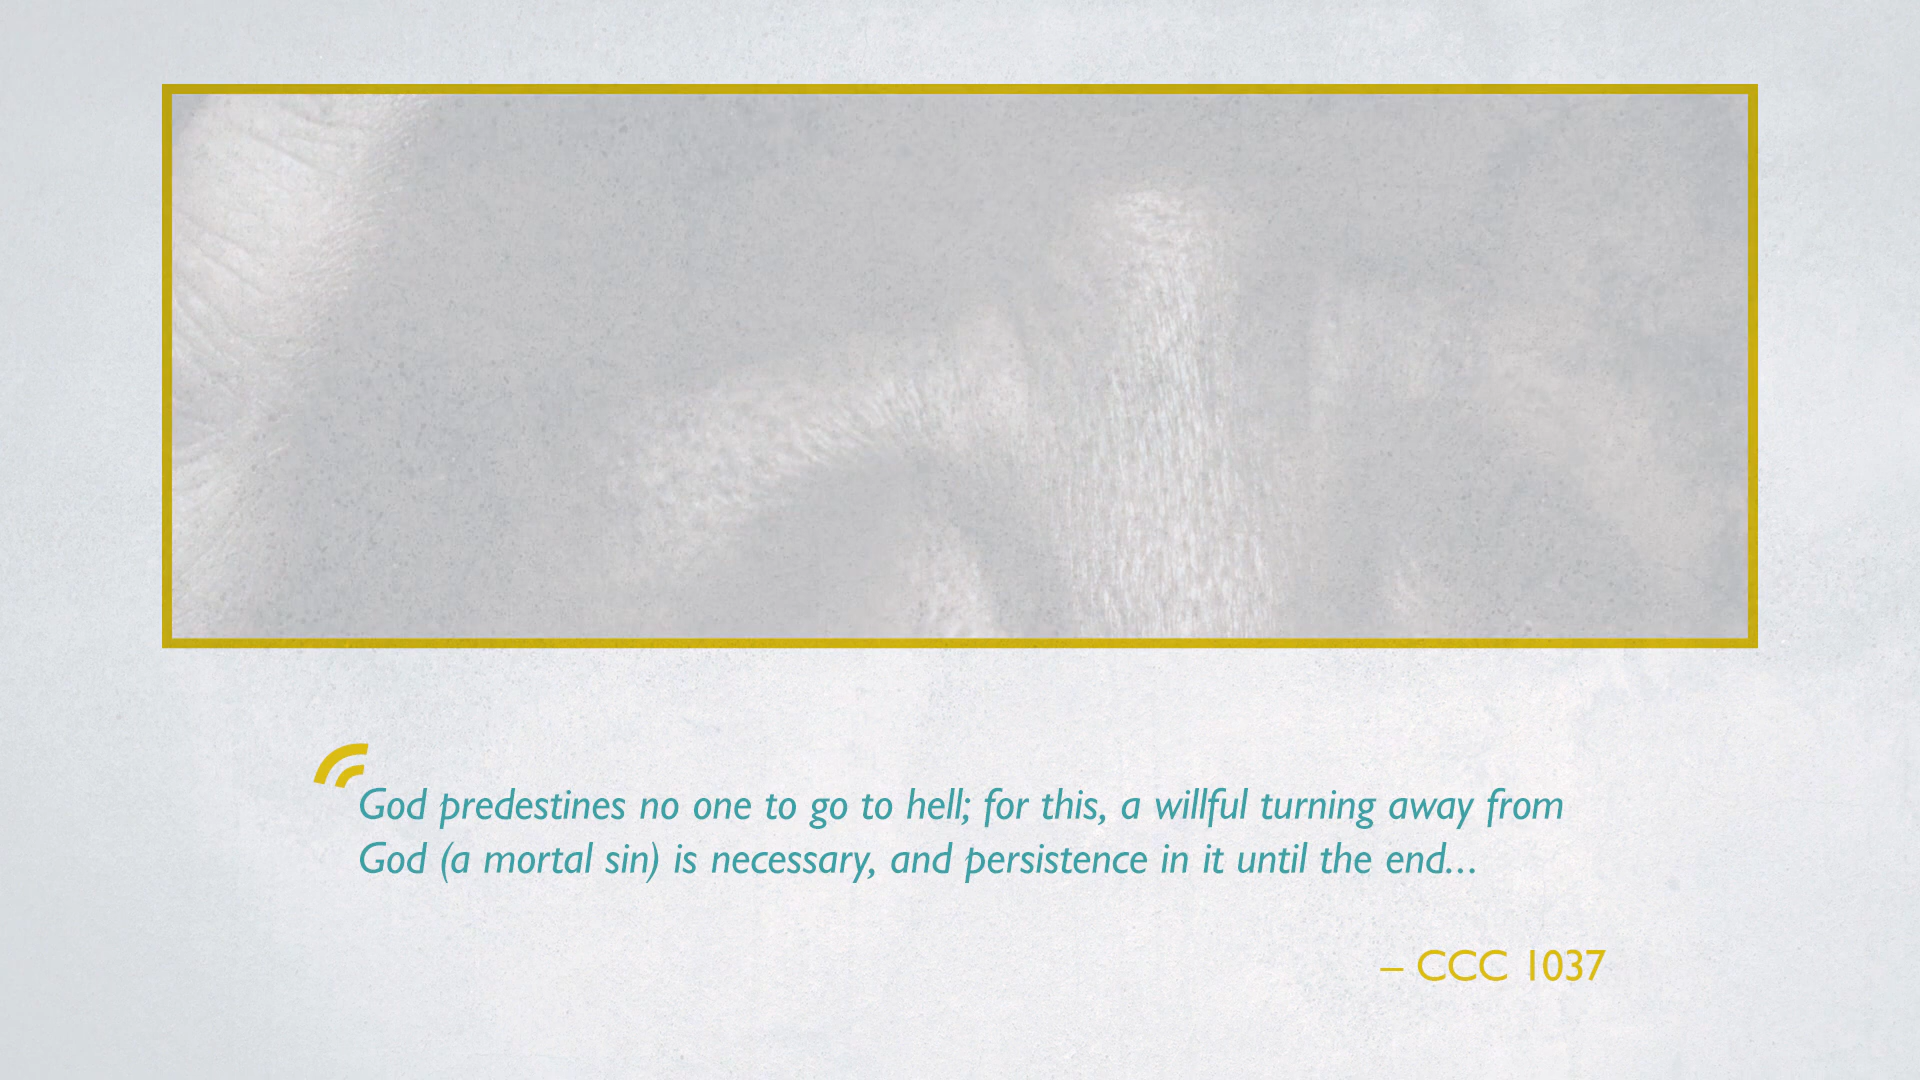 God predestines no one to go to hell; for this, a willful turning away from
God (a mortal sin) is necessary, and persistence in it until the end...
– CCC 1037